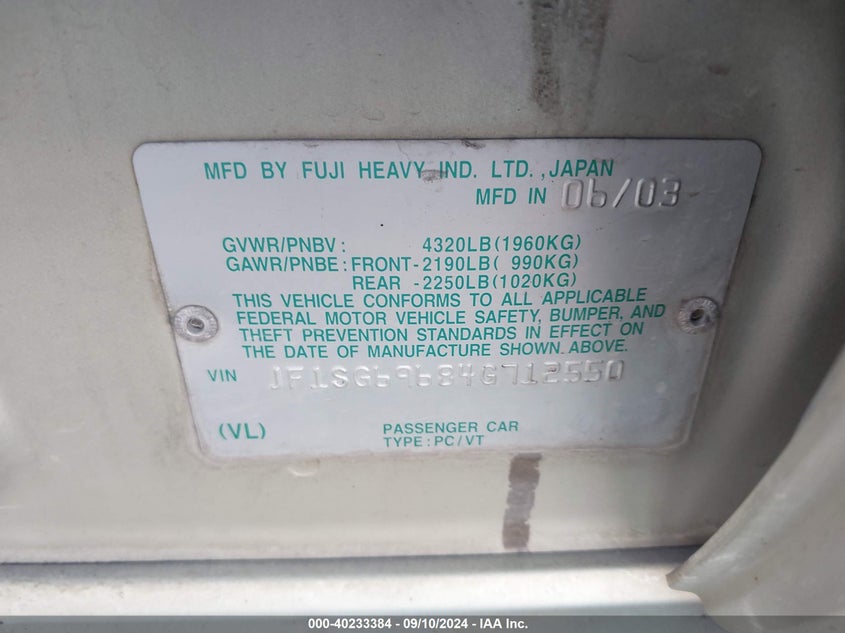 MFD BY FUJI HEAVY IND. LTD., JAPAN
MFD IN 06/03
GVWR/PNBV: 4320LB(1960KG)
GAWR/PNBE: FRONT-2190LB( 990KG)
REAR -2250LB(1020KG)
THIS VEHICLE CONFORMS TO ALL APPLICABLE
FEDERAL MOTOR VEHICLE SAFETY, BUMPER, AND
THEFT PREVENTION STANDARDS IN EFFECT ON
THE DATE OF MANUFACTURE SHOWN ABOVE.
VIN JF1SG69684G712550
(VL) PASSENGER CAR
TYPE: PC/VT
000-40233384 - 09/10/2024 - IAA Inc.